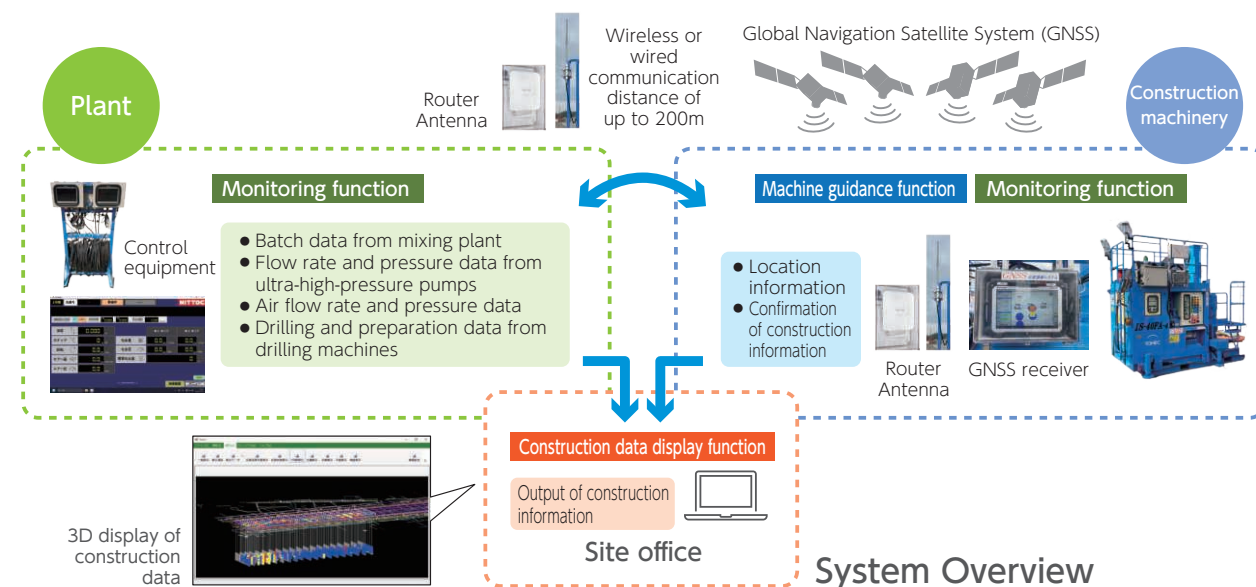 Plant
Router
Antenna
Wireless or
wired
communication
distance of
up to 200m
Global Navigation Satellite System (GNSS)
Construction
machinery
Monitoring function
Control
equipment
● Batch data from mixing plant
● Flow rate and pressure data from
ultra-high-pressure pumps
● Air flow rate and pressure data
● Drilling and preparation data from
drilling machines
Machine guidance function
Monitoring function
● Location
information
● Confirmation
of construction
information
Router
Antenna
GNSS
GNSS receiver
Construction data display function
Output of construction
information
Site office
3D display of
construction
data
System Overview